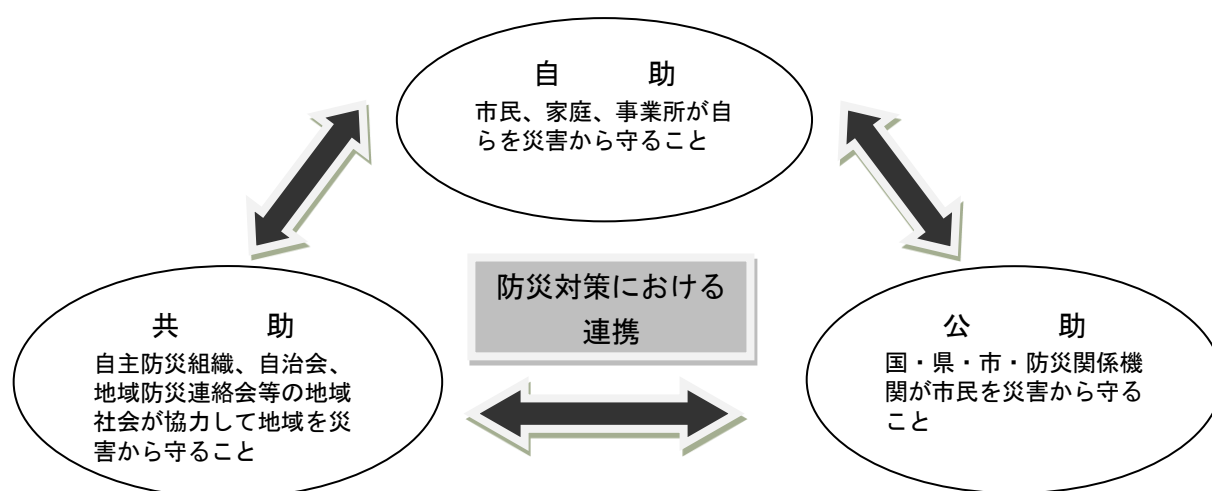 自　　　助
市民、家庭、事業所が自
らを災害から守ること
防災対策における
連携
共　　　助
自主防災組織、自治会、
地域防災連絡会等の地域
社会が協力して地域を災
害から守ること
公　　　助
国・県・市・防災関係機
関が市民を災害から守る
こと